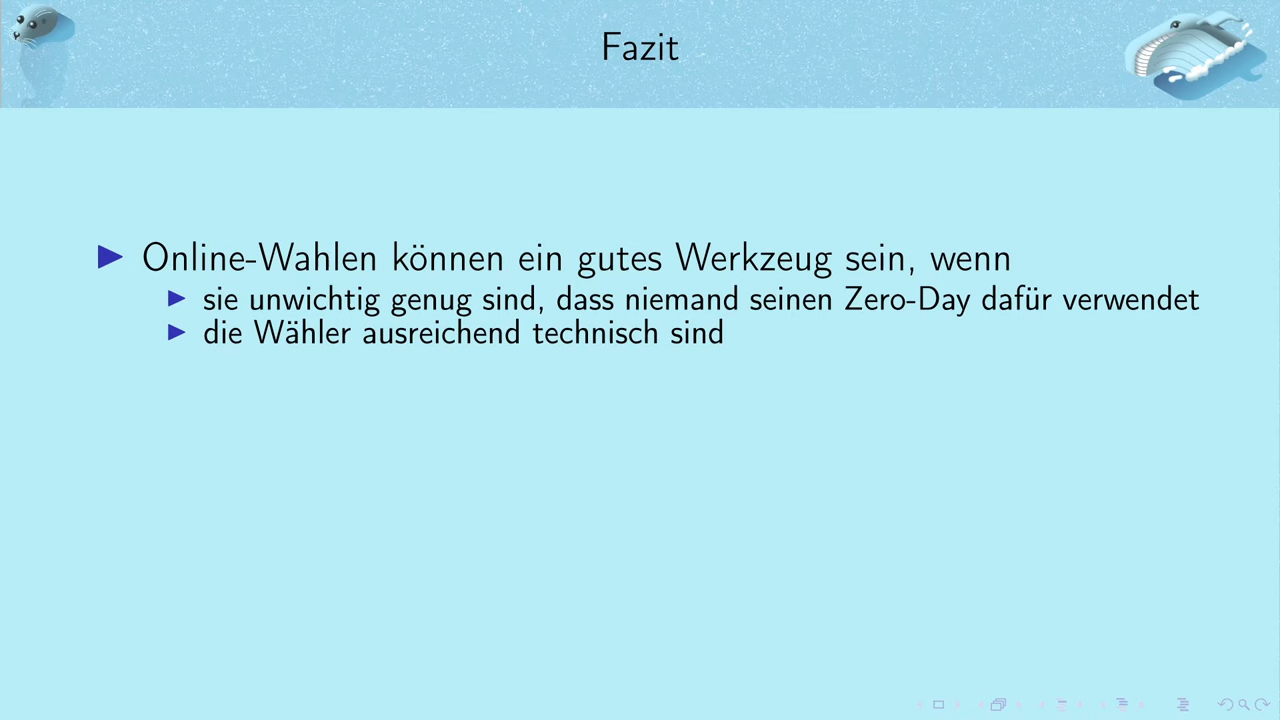 Fazit
Online-Wahlen können ein gutes Werkzeug sein, wenn
sie unwichtig genug sind, dass niemand seinen Zero-Day dafür verwendet
die Wähler ausreichend technisch sind